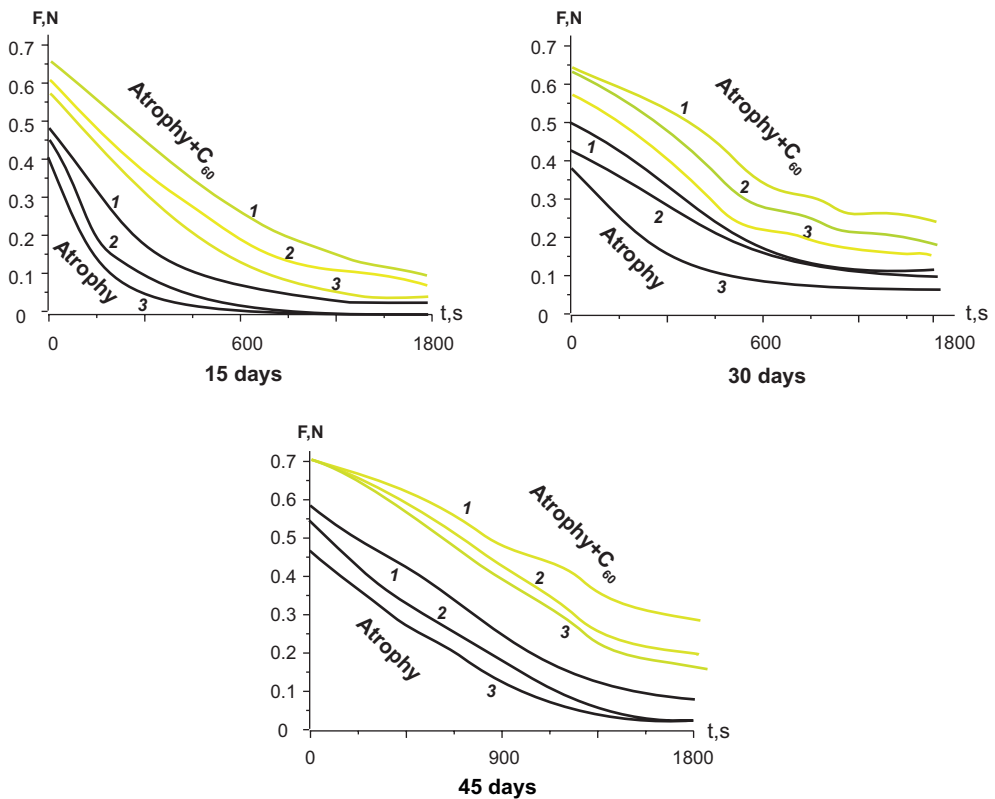 F,N
0.7
0.6
0.5
0.4
0.3
0.2
0.1
0
Atrophy+C60
Atrophy
1
2
3
1
2
3
0 600 1800
t,s
15 days
F,N
0.7
0.6
0.5
0.4
0.3
0.2
0.1
0
Atrophy+C60
Atrophy
1
2
3
1
2
3
0 600 1800
t,s
30 days
F,N
0.7
0.6
0.5
0.4
0.3
0.2
0.1
0
Atrophy+C60
Atrophy
1
2
3
1
2
3
0 900 1800
t,s
45 days